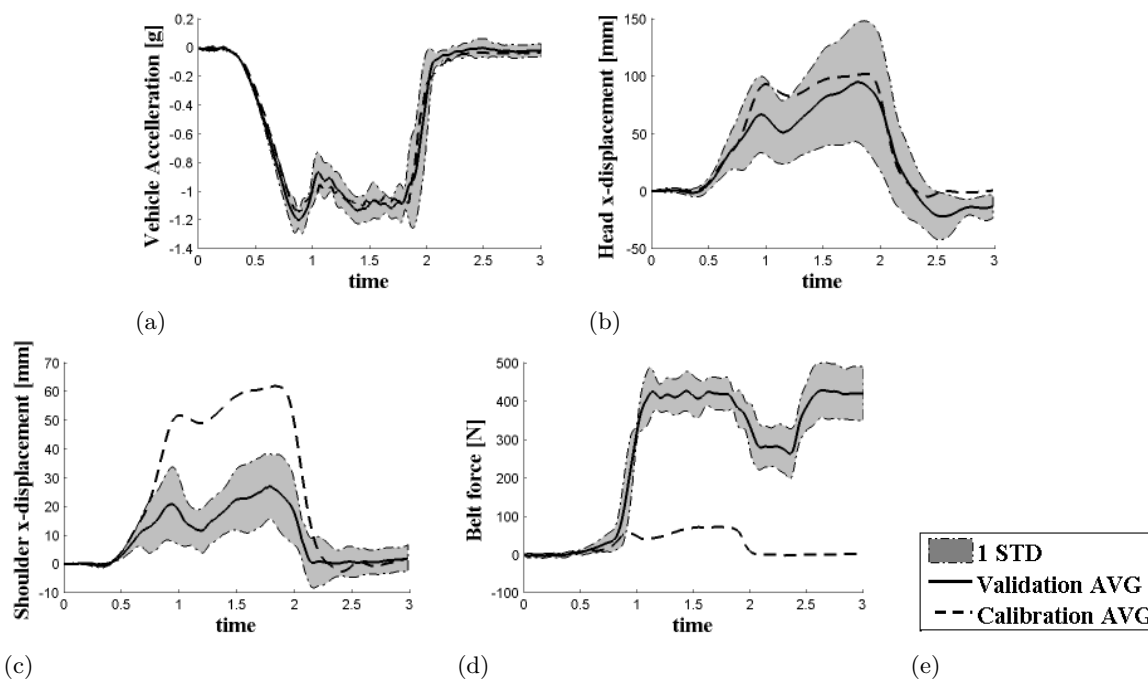 Vehicle Accelleration [g]
0.2
0
-0.2
-0.4
-0.6
-0.8
-1.0
-1.2
-1.4
0 0.5 1 1.5 2 2.5 3
time
(a)
Head x-displacement [mm]
150
100
50
0
-50
0 0.5 1 1.5 2 2.5 3
time
(b)
Shoulder x-displacement [mm]
70
60
50
40
30
20
10
0
-10
0 0.5 1 1.5 2 2.5 3
time
(c)
Belt force [N]
500
400
300
200
100
0
-100
0 0.5 1 1.5 2 2.5 3
time
(d)
1 STD
Validation AVG
Calibration AVG
(e)